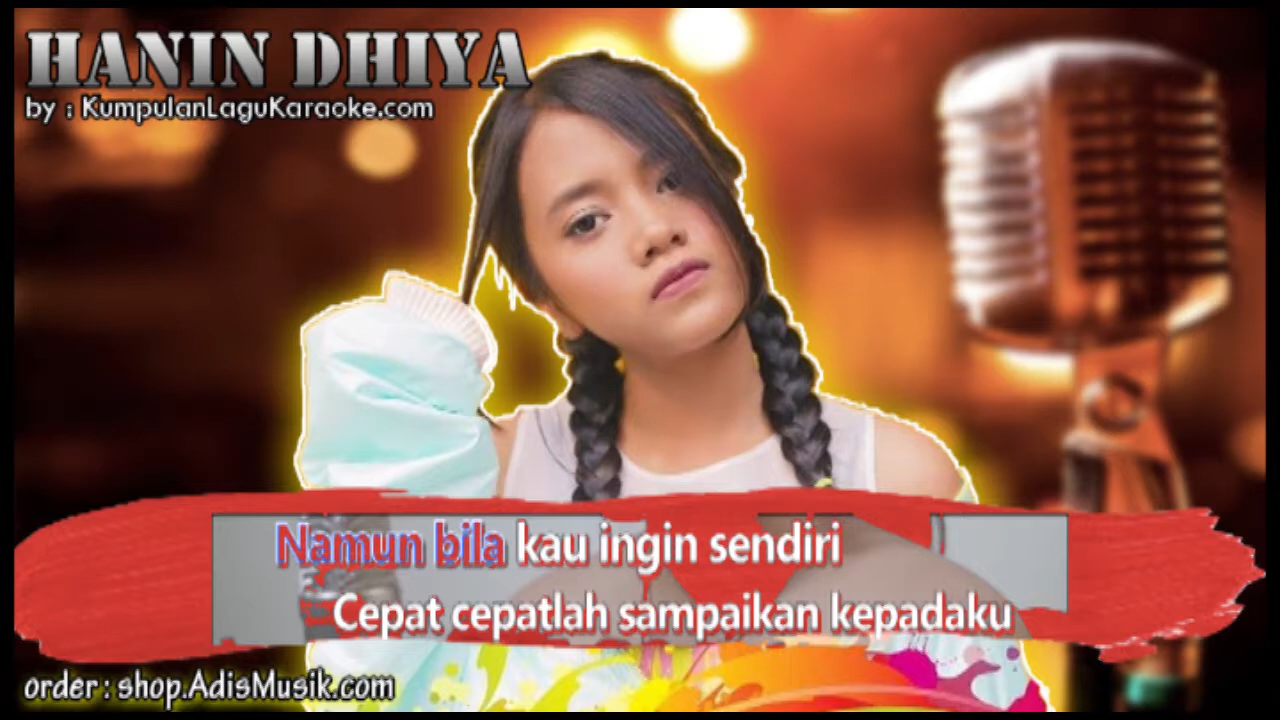 HANIN DHIYA
by : KumpulanLaguKaraoke.com
Namun bila kau ingin sendiri
Cepat cepatlah sampaikan kepadaku
order : shop.AdisMusik.com